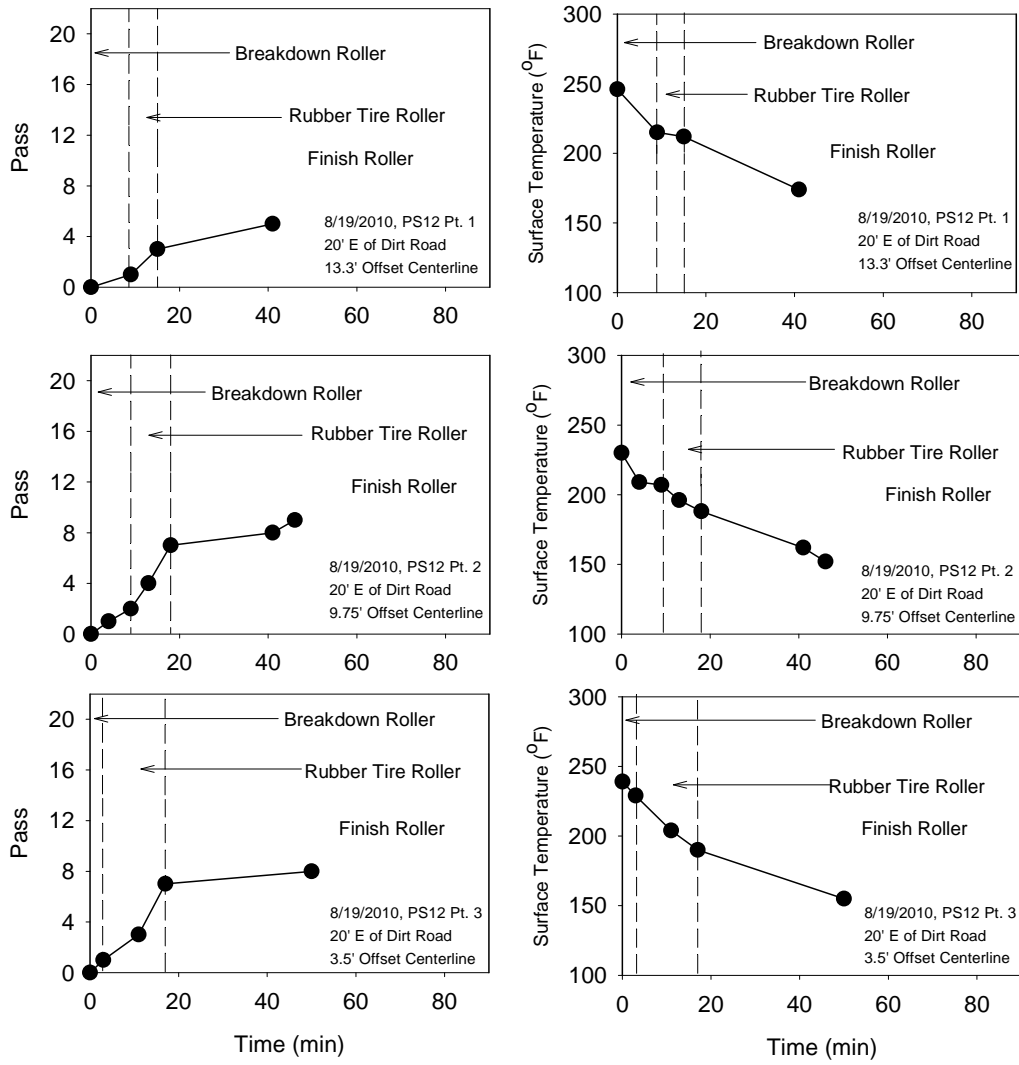 Pass
22
20
16
12
8
4
0
Breakdown Roller
Rubber Tire Roller
Finish Roller
8/19/2010, PS12 Pt. 1
20' E of Dirt Road
13.3' Offset Centerline
0 20 40 60 80
Surface Temperature (°F)
300
250
200
150
100
Breakdown Roller
Rubber Tire Roller
Finish Roller
8/19/2010, PS12 Pt. 1
20' E of Dirt Road
13.3' Offset Centerline
0 20 40 60 80
Pass
20
16
12
8
4
0
Breakdown Roller
Rubber Tire Roller
Finish Roller
8/19/2010, PS12 Pt. 2
20' E of Dirt Road
9.75' Offset Centerline
0 20 40 60 80
Surface Temperature (°F)
300
250
200
150
100
Breakdown Roller
Rubber Tire Roller
Finish Roller
8/19/2010, PS12 Pt. 2
20' E of Dirt Road
9.75' Offset Centerline
0 20 40 60 80
Pass
20
16
12
8
4
0
Breakdown Roller
Rubber Tire Roller
Finish Roller
8/19/2010, PS12 Pt. 3
20' E of Dirt Road
3.5' Offset Centerline
0 20 40 60 80
Time (min)
Surface Temperature (°F)
300
250
200
150
100
Breakdown Roller
Rubber Tire Roller
Finish Roller
8/19/2010, PS12 Pt. 3
20' E of Dirt Road
3.5' Offset Centerline
0 20 40 60 80
Time (min)